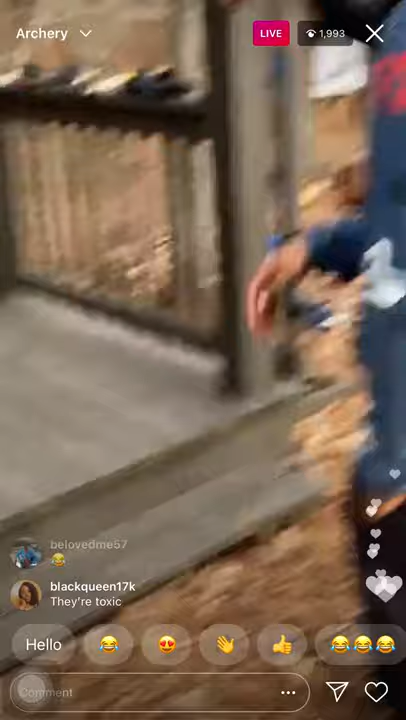 Archery
LIVE
1,993
belovedme57
😂
blackqueen17k
They're toxic
Hello 😂 😍 👋 👍 😂😂😂
Comment